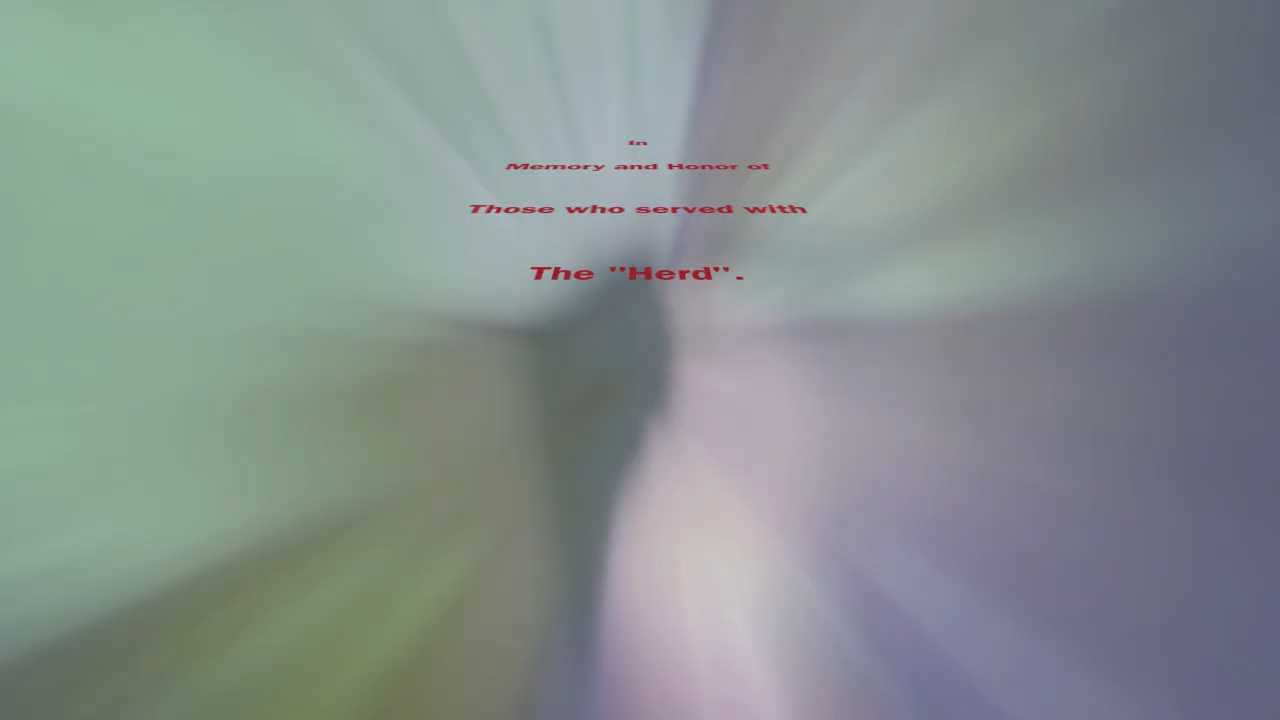 In
Memory and Honor of
Those who served with
The "Herd".